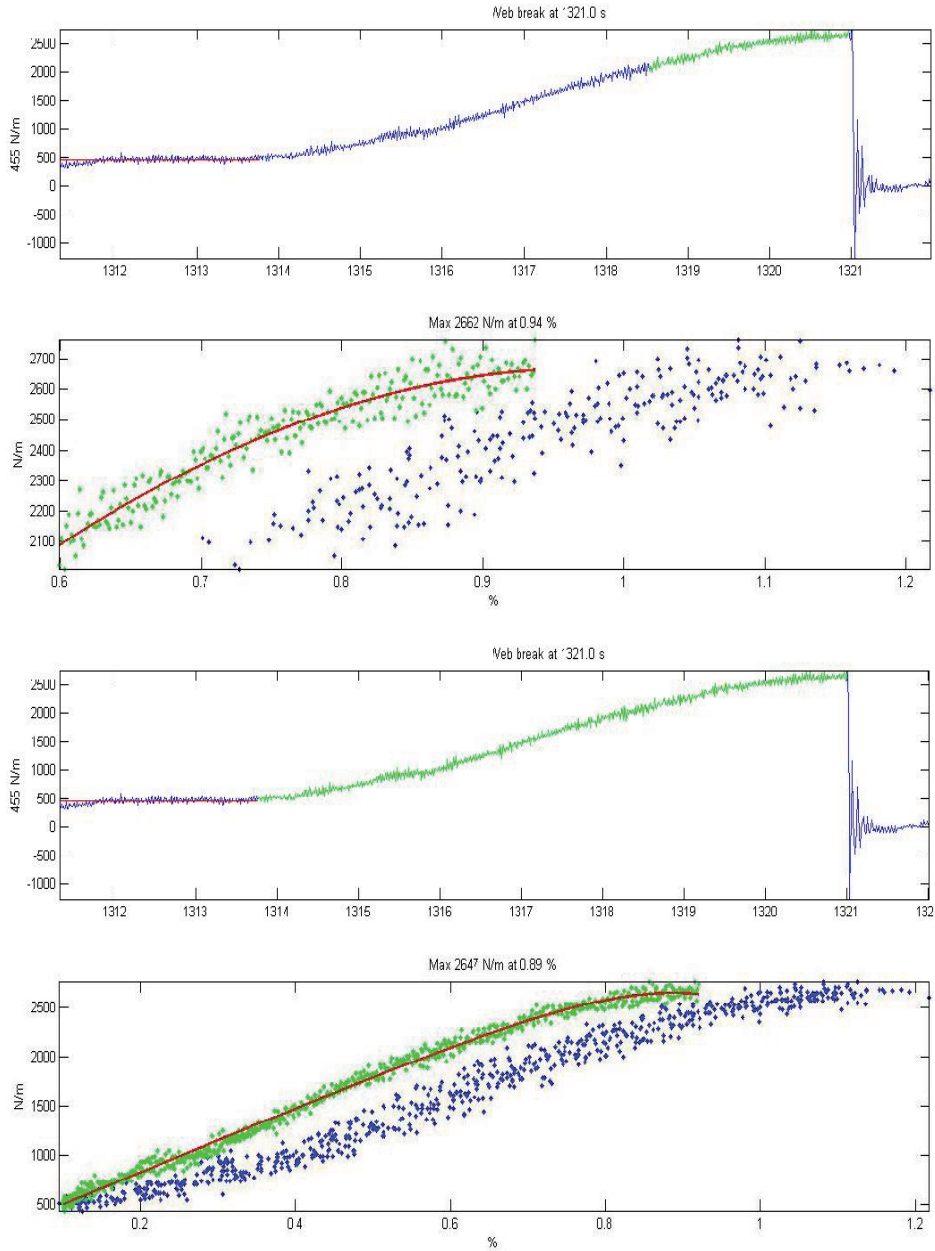 Web break at 1321.0 s
455 N/m
2500
2000
1500
1000
500
0
-500
-1000
1312 1313 1314 1315 1316 1317 1318 1319 1320 1321
Max 2662 N/m at 0.94 %
N/m
2700
2600
2500
2400
2300
2200
2100
0.6 0.7 0.8 0.9 1 1.1 1.2
%
Web break at 1321.0 s
455 N/m
2500
2000
1500
1000
500
0
-500
-1000
1312 1313 1314 1315 1316 1317 1318 1319 1320 1321 132
Max 2647 N/m at 0.89 %
N/m
2500
2000
1500
1000
500
0.2 0 4 0.6 0.8 1 1.2
%